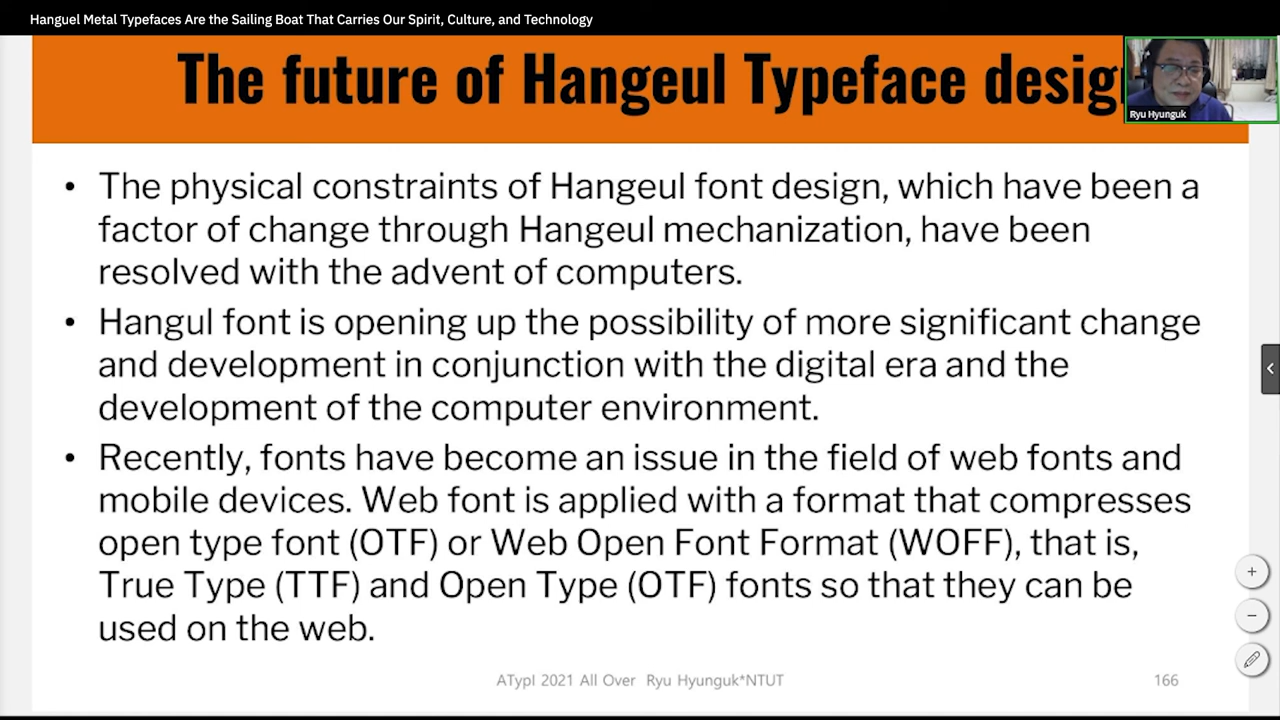 Hanguel Metal Typefaces Are the Sailing Boat That Carries Our Spirit, Culture, and Technology
The future of Hangeul Typeface desig
Ryu Hyunguk
• The physical constraints of Hangeul font design, which have been a
factor of change through Hangeul mechanization, have been
resolved with the advent of computers.
• Hangul font is opening up the possibility of more significant change
and development in conjunction with the digital era and the
development of the computer environment.
• Recently, fonts have become an issue in the field of web fonts and
mobile devices. Web font is applied with a format that compresses
open type font (OTF) or Web Open Font Format (WOFF), that is,
True Type (TTF) and Open Type (OTF) fonts so that they can be
used on the web.
ATypI 2021 All Over Ryu Hyunguk*NTUT
166